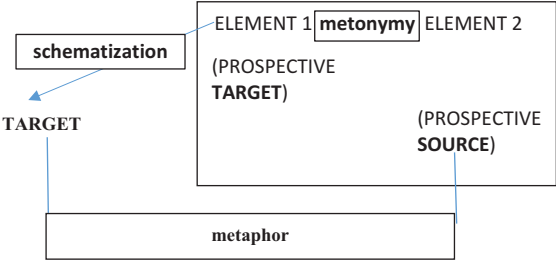 ELEMENT 1 metonymy ELEMENT 2
schematization
(PROSPECTIVE
TARGET)
TARGET
(PROSPECTIVE
SOURCE)
metaphor